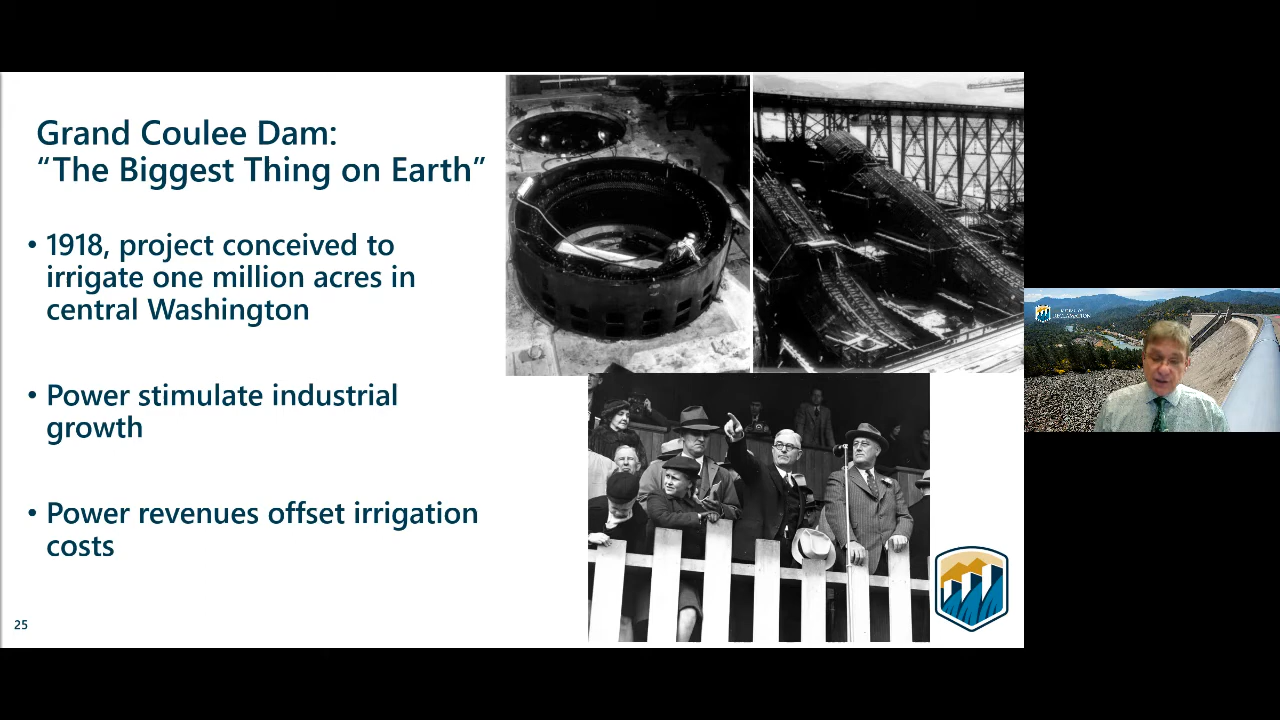 Grand Coulee Dam:
“The Biggest Thing on Earth”
• 1918, project conceived to
irrigate one million acres in
central Washington
• Power stimulate industrial
growth
• Power revenues offset irrigation
costs
25
RECLAMATION